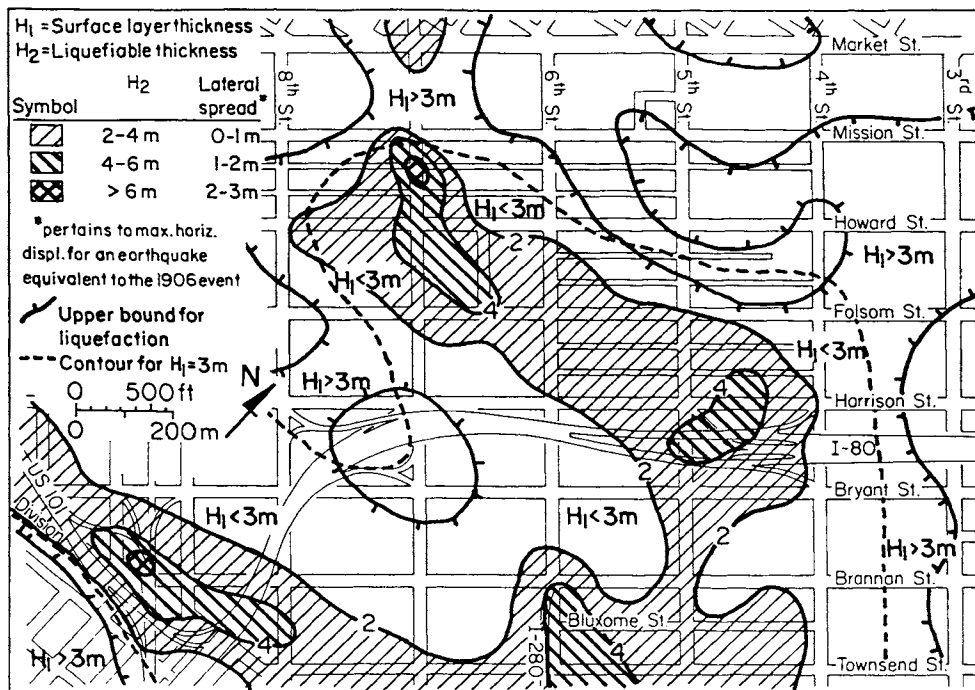 H₁ = Surface layer thickness
H₂ = Liquefiable thickness
H₂ Lateral
Symbol spread*
2-4 m 0-1 m
4-6 m 1-2 m
> 6 m 2-3 m
*pertains to max. horiz.
displ. for an earthquake
equivalent to the 1906 event
Upper bound for
liquefaction
Contour for H₁ = 3m
0 500 ft
0 200 m
N
8th St.
6th St.
5th St.
4th St.
3rd St.
Market St.
H₁>3m
Mission St.
H₁<3m
2
Howard St.
H₁>3m
H₁<3m
4
Folsom St.
H₁<3m
H₁>3m
4
Harrison St.
2
I-80
US 101
Division
Bryant St.
H₁<3m
H₁<3m
2
H₁>3m
Brannan St.
2
Bluxome St.
4
I-280
4
H₁>3m
Townsend St.